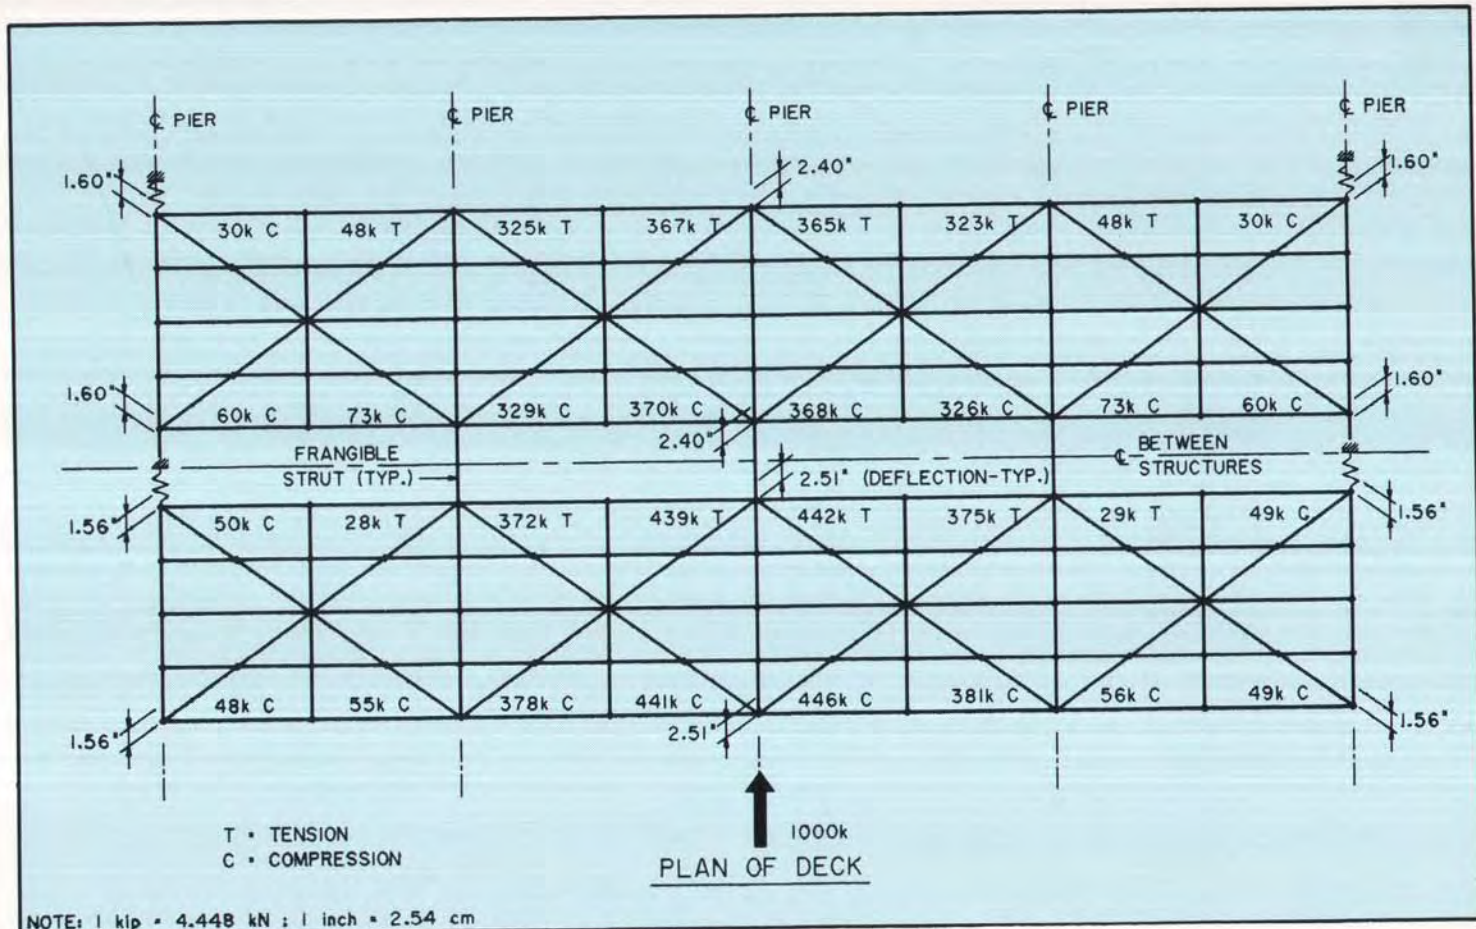 ℄ PIER ℄ PIER ℄ PIER ℄ PIER ℄ PIER
1.60" 2.40" 1.60"
30k C 48k T 325k T 367k T 365k T 323k T 48k T 30k C
1.60" 1.60"
60k C 73k C 329k C 370k C 368k C 326k C 73k C 60k C
2.40"
FRANGIBLE
STRUT (TYP.)
℄ BETWEEN
STRUCTURES
2.51" (DEFLECTION-TYP.)
1.56" 1.56"
50k C 28k T 372k T 439k T 442k T 375k T 29k T 49k C
48k C 55k C 378k C 441k C 446k C 381k C 56k C 49k C
1.56" 2.51" 1.56"
T = TENSION
C = COMPRESSION
1000k
PLAN OF DECK
NOTE: 1 kip = 4.448 kN ; 1 inch = 2.54 cm